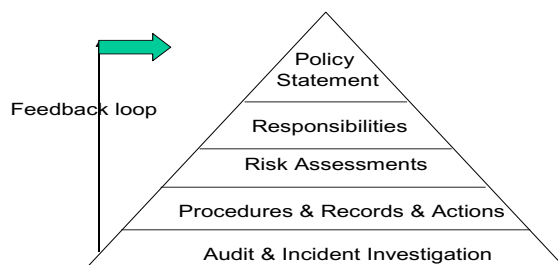 Policy
Statement
Feedback loop
Responsibilities
Risk Assessments
Procedures & Records & Actions
Audit & Incident Investigation